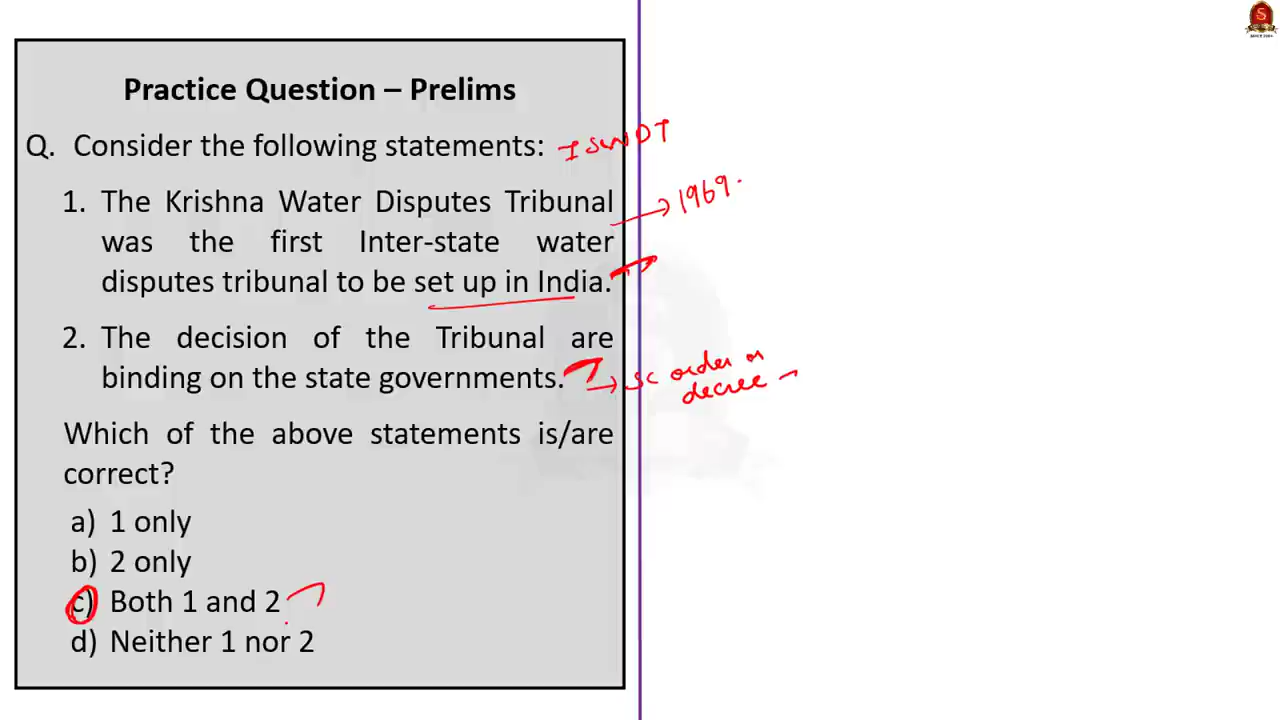 Practice Question – Prelims
Q. Consider the following statements: ISWDT
1. The Krishna Water Disputes Tribunal → 1969.
was the first Inter-state water
disputes tribunal to be set up in India.
2. The decision of the Tribunal are
binding on the state governments. → SC order or
decree
Which of the above statements is/are
correct?
a) 1 only
b) 2 only
c) Both 1 and 2
d) Neither 1 nor 2
S